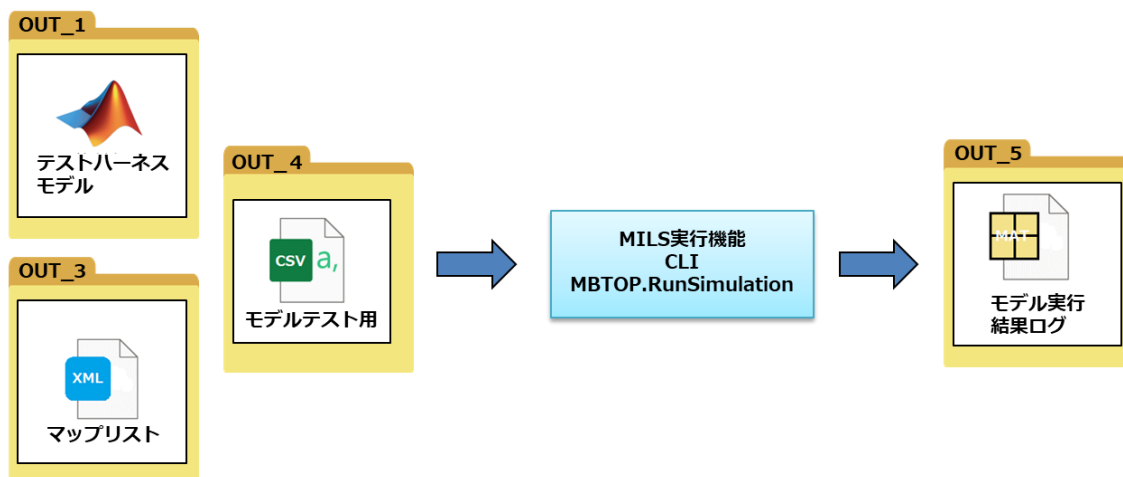 OUT_1
テストハーネス
モデル
OUT_3
XML
マップリスト
OUT_4
CSV a,
モデルテスト用
MILS実行機能
CLI
MBTOP.RunSimulation
OUT_5
MAT
モデル実行
結果ログ